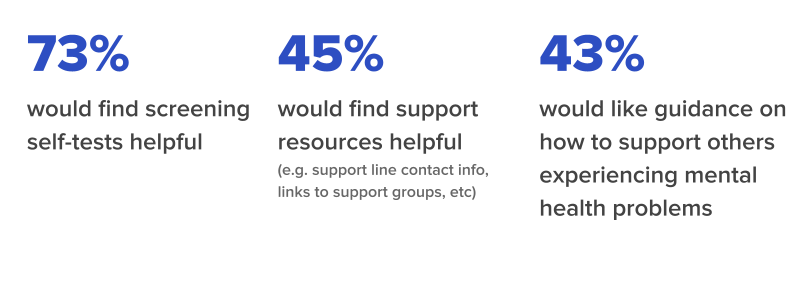 73%
would find screening
self-tests helpful
45%
would find support
resources helpful
(e.g. support line contact info,
links to support groups, etc)
43%
would like guidance on
how to support others
experiencing mental
health problems